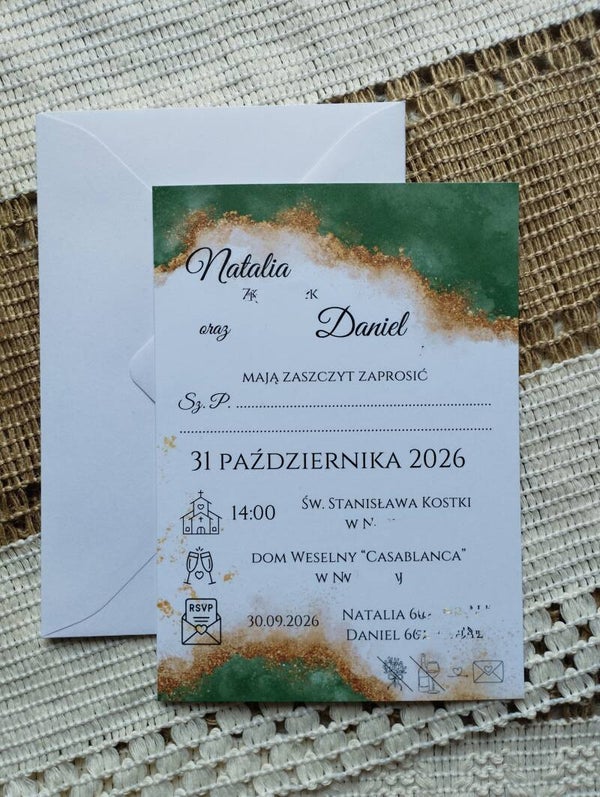 Natalia
oraz
Daniel
MAJĄ ZASZCZYT ZAPROSIĆ
Sz. P. ..........................................................
..........................................................................
31 PAŹDZIERNIKA 2026
14:00
ŚW. STANISŁAWA KOSTKI
W
DOM WESELNY “CASABLANCA”
W
RSVP
30.09.2026
NATALIA
DANIEL